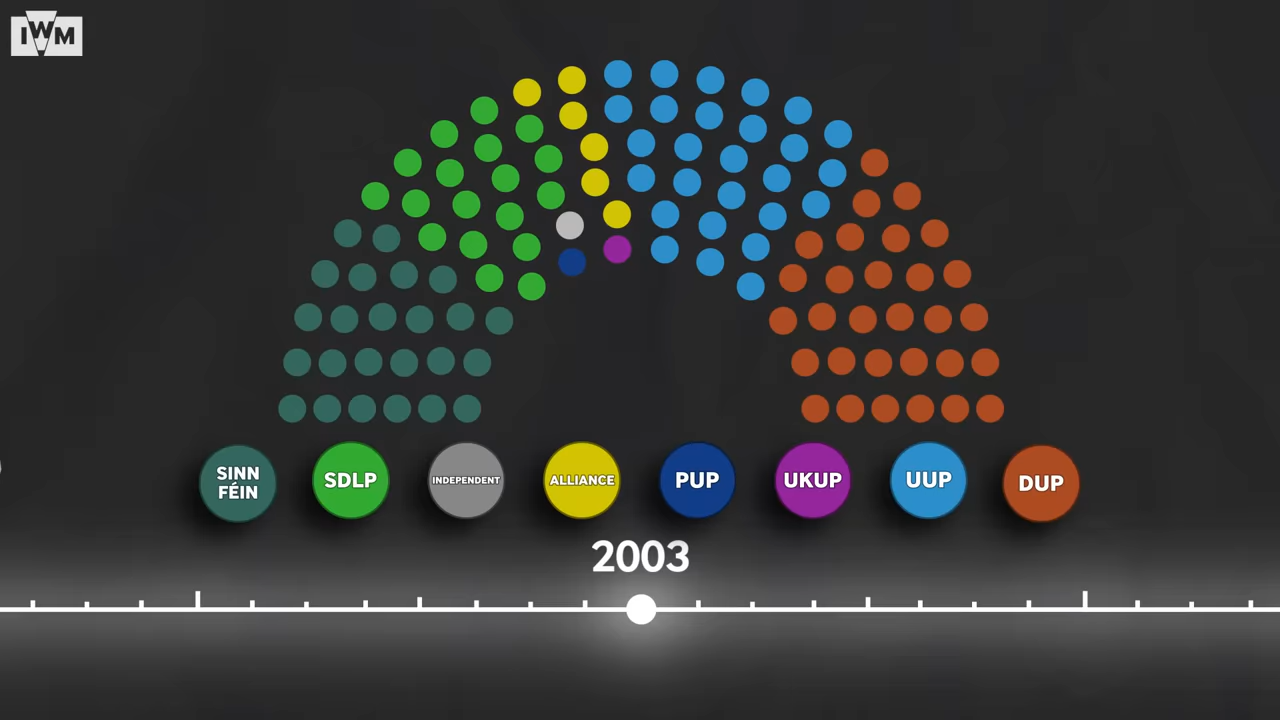 IWM
SINN
FÉIN
SDLP
INDEPENDENT
ALLIANCE
PUP
UKUP
UUP
DUP
2003